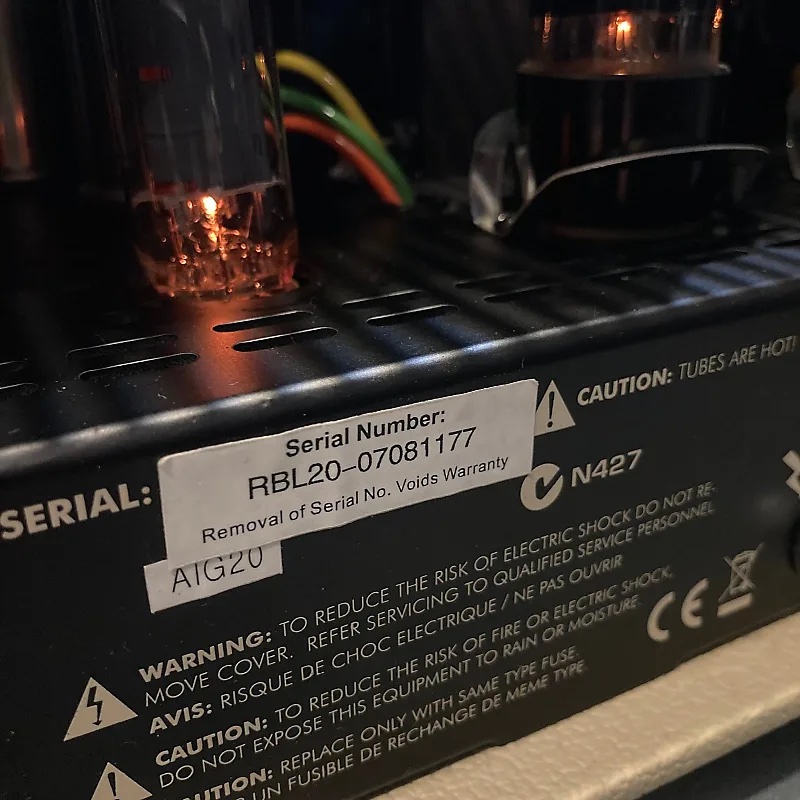 CAUTION: TUBES ARE HOT!
SERIAL:
Serial Number:
RBL20-07081177
Removal of Serial No. Voids Warranty
AIG20
N427
WARNING: TO REDUCE THE RISK OF ELECTRIC SHOCK DO NOT RE-
MOVE COVER. REFER SERVICING TO QUALIFIED SERVICE PERSONNEL
AVIS: RISQUE DE CHOC ELECTRIQUE / NE PAS OUVRIR
CAUTION: TO REDUCE THE RISK OF FIRE OR ELECTRIC SHOCK,
DO NOT EXPOSE THIS EQUIPMENT TO RAIN OR MOISTURE.
CE
CAUTION: REPLACE ONLY WITH SAME TYPE FUSE.
UN FUSIBLE DE RECHANGE DE MEME TYPE.